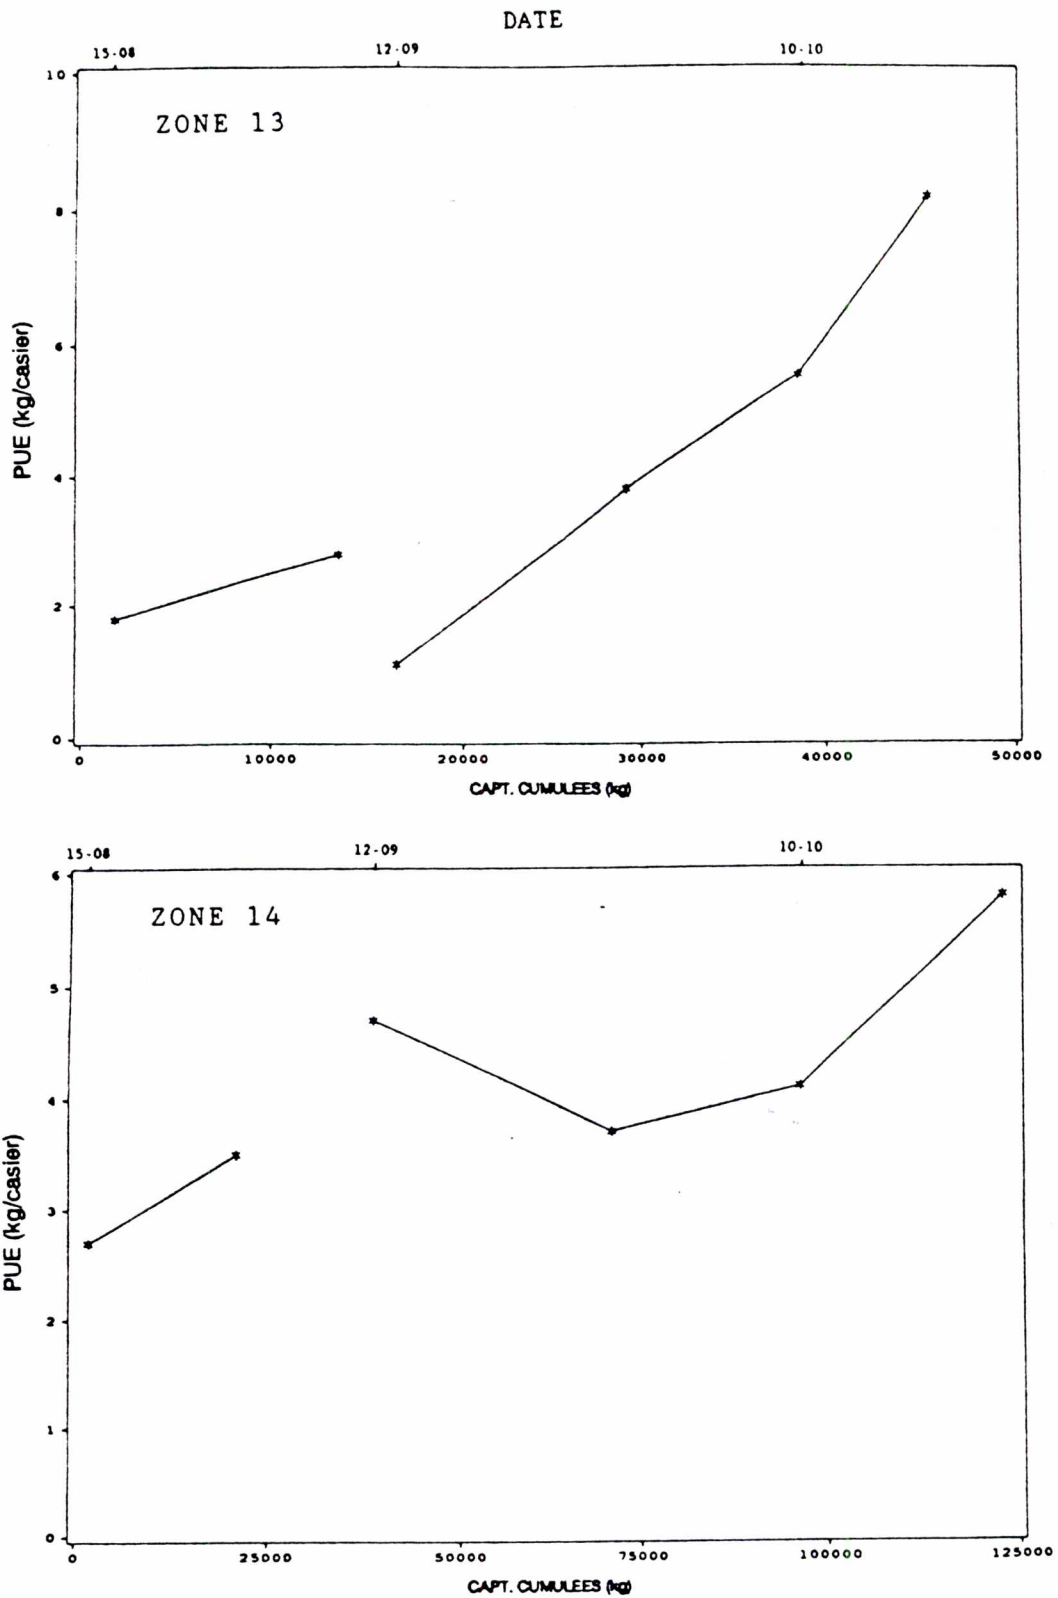 DATE
15-08 12-09 10-10
10
ZONE 13
8
6
4
2
0
PUE (kg/casier)
0 10000 20000 30000 40000 50000
CAPT. CUMULEES (kg)
15-08 12-09 10-10
6
ZONE 14
5
4
3
2
1
0
PUE (kg/casier)
0 25000 50000 75000 100000 125000
CAPT. CUMULEES (kg)